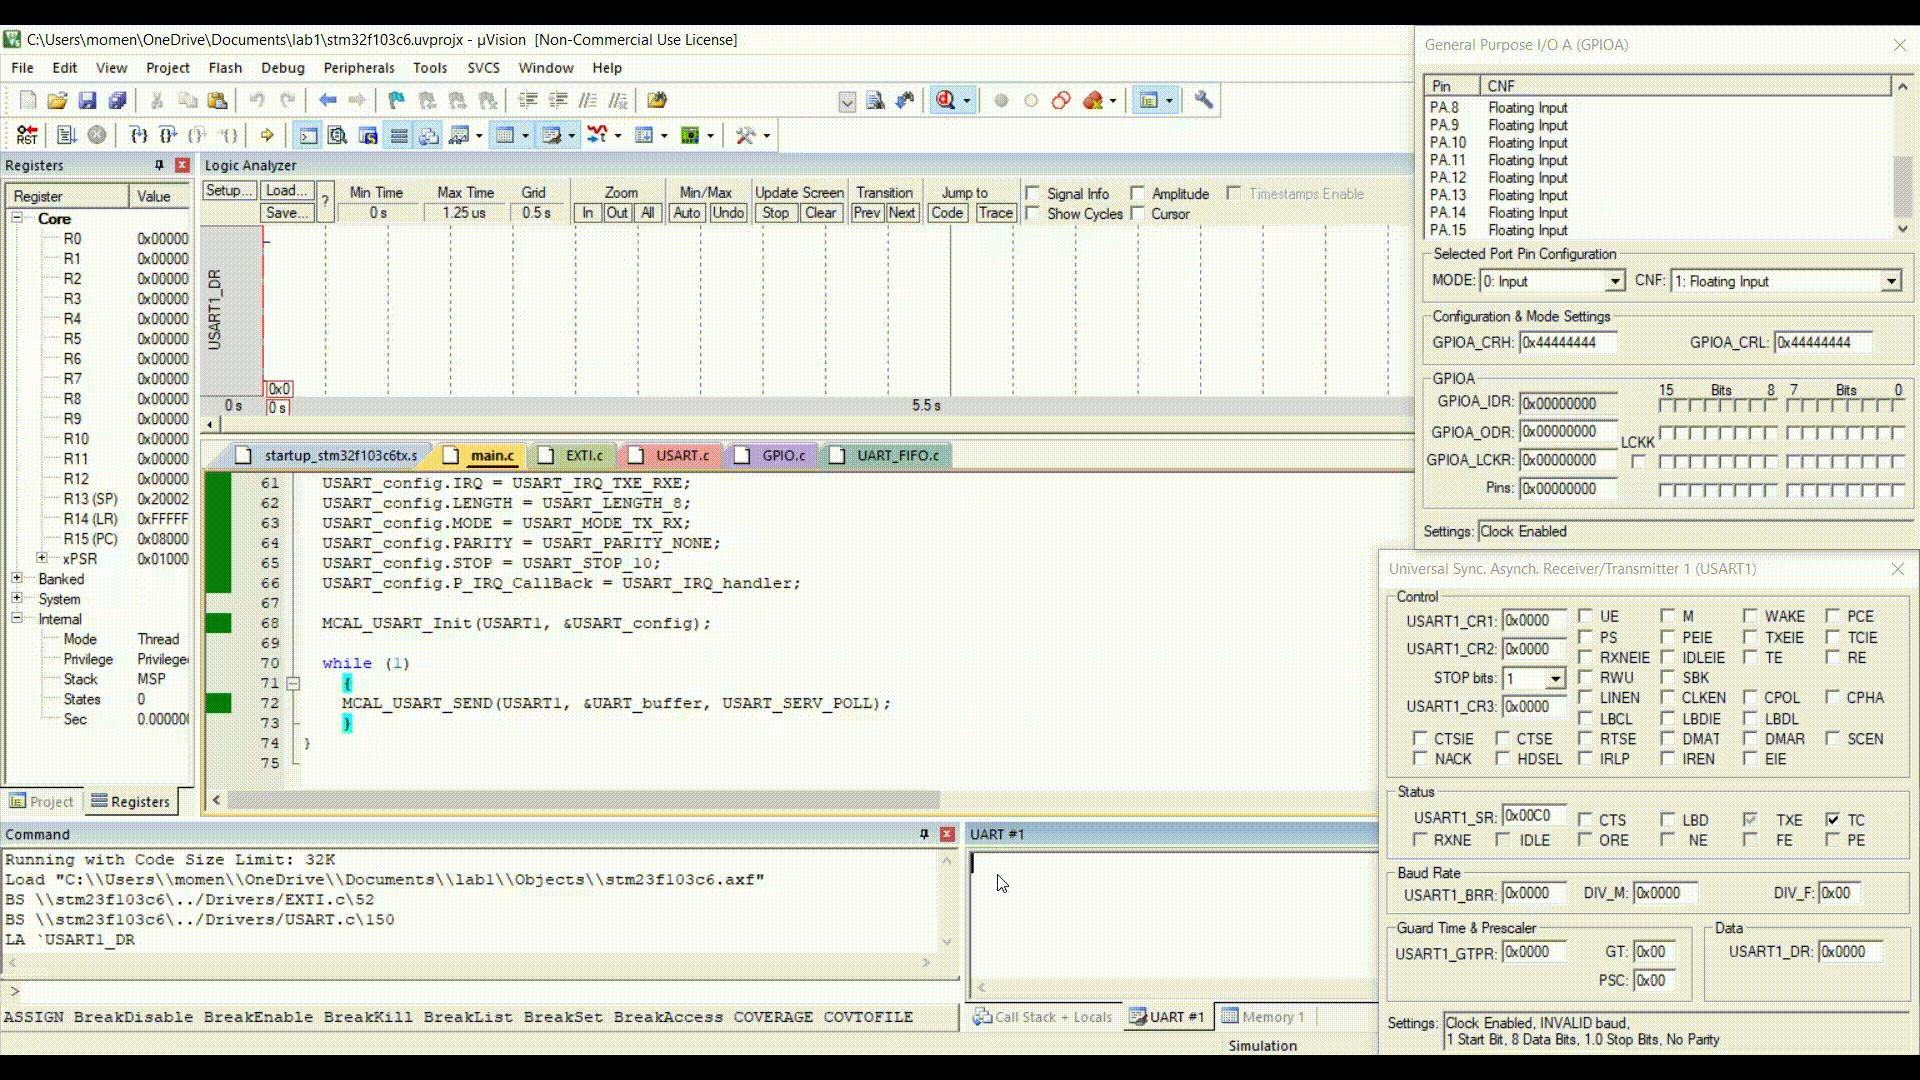 C:\Users\momen\OneDrive\Documents\lab1\stm32f103c6.uvprojx - µVision [Non-Commercial Use License]
File Edit View Project Flash Debug Peripherals Tools SVCS Window Help
Registers
Register Value
Core
R0 0x00000
R1 0x00000
R2 0x00000
R3 0x00000
R4 0x00000
R5 0x00000
R6 0x00000
R7 0x00000
R8 0x00000
R9 0x00000
R10 0x00000
R11 0x00000
R12 0x00000
R13 (SP) 0x20002
R14 (LR) 0xFFFFF
R15 (PC) 0x08000
xPSR 0x01000
Banked
System
Internal
Mode Thread
Privilege Privilege
Stack MSP
States 0
Sec 0.00000
Project Registers
Logic Analyzer
Setup... Load... Save... ?
Min Time Max Time Grid Zoom Min/Max Update Screen Transition Jump to
0 s 1.25 us 0.5 s In Out All Auto Undo Stop Clear Prev Next Code Trace
Signal Info Amplitude Timestamps Enable
Show Cycles Cursor
USART1_DR
0x0
0 s 0 s 5.5 s
startup_stm32f103c6tx.s main.c EXTI.c USART.c GPIO.c UART_FIFO.c
61 USART_config.IRQ = USART_IRQ_TXE_RXE;
62 USART_config.LENGTH = USART_LENGTH_8;
63 USART_config.MODE = USART_MODE_TX_RX;
64 USART_config.PARITY = USART_PARITY_NONE;
65 USART_config.STOP = USART_STOP_10;
66 USART_config.P_IRQ_CallBack = USART_IRQ_handler;
67
68 MCAL_USART_Init(USART1, &USART_config);
69
70 while (1)
71 {
72 MCAL_USART_SEND(USART1, &UART_buffer, USART_SERV_POLL);
73 }
74 }
75
Command
Running with Code Size Limit: 32K
Load "C:\\Users\\momen\\OneDrive\\Documents\\lab1\\Objects\\stm23f103c6.axf"
BS \\stm23f103c6\../Drivers/EXTI.c\52
BS \\stm23f103c6\../Drivers/USART.c\150
LA `USART1_DR
>
ASSIGN BreakDisable BreakEnable BreakKill BreakList BreakSet BreakAccess COVERAGE COVTOFILE
UART #1
Call Stack + Locals UART #1 Memory 1
Simulation
General Purpose I/O A (GPIOA)
Pin CNF
PA.8 Floating Input
PA.9 Floating Input
PA.10 Floating Input
PA.11 Floating Input
PA.12 Floating Input
PA.13 Floating Input
PA.14 Floating Input
PA.15 Floating Input
Selected Port Pin Configuration
MODE: 0: Input CNF: 1: Floating Input
Configuration & Mode Settings
GPIOA_CRH: 0x44444444 GPIOA_CRL: 0x44444444
GPIOA
15 Bits 8 7 Bits 0
GPIOA_IDR: 0x00000000
GPIOA_ODR: 0x00000000
LCKK
GPIOA_LCKR: 0x00000000
Pins: 0x00000000
Settings: Clock Enabled
Universal Sync. Asynch. Receiver/Transmitter 1 (USART1)
Control
USART1_CR1: 0x0000 UE M WAKE PCE
PS PEIE TXEIE TCIE
USART1_CR2: 0x0000 RXNEIE IDLEIE TE RE
STOP bits: 1 RWU SBK
LINEN CLKEN CPOL CPHA
USART1_CR3: 0x0000 LBCL LBDIE LBDL
CTSIE CTSE RTSE DMAT DMAR SCEN
NACK HDSEL IRLP IREN EIE
Status
USART1_SR: 0x00C0 CTS LBD TXE TC
RXNE IDLE ORE NE FE PE
Baud Rate
USART1_BRR: 0x0000 DIV_M: 0x0000 DIV_F: 0x00
Guard Time & Prescaler
USART1_GTPR: 0x0000 GT: 0x00
PSC: 0x00
Data
USART1_DR: 0x0000
Settings: Clock Enabled, INVALID baud,
1 Start Bit, 8 Data Bits, 1.0 Stop Bits, No Parity